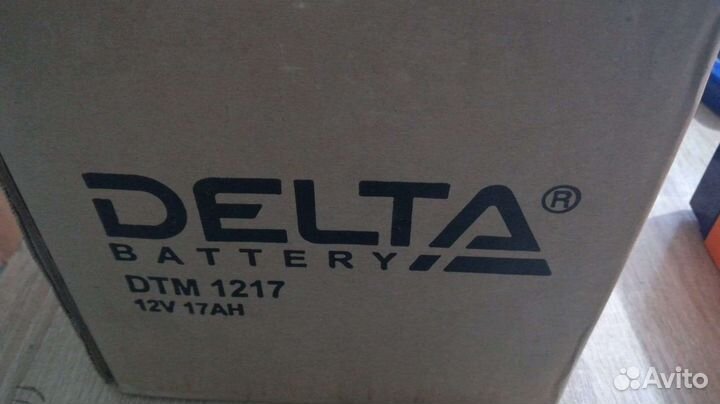 DELTA®
BATTERY
DTM 1217
12V 17AH
Avito